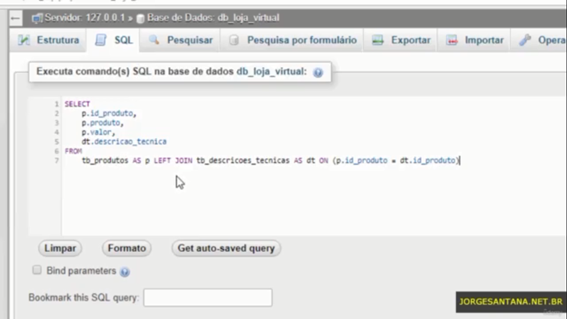 Servidor: 127.0.0.1 » Base de Dados: db_loja_virtual
Estrutura SQL Pesquisar Pesquisa por formulário Exportar Importar Opera
Executa comando(s) SQL na base de dados db_loja_virtual:
1 SELECT
2 p.id_produto,
3 p.produto,
4 p.valor,
5 dt.descricao_tecnica
6 FROM
7 tb_produtos AS p LEFT JOIN tb_descricoes_tecnicas AS dt ON (p.id_produto = dt.id_produto)
Limpar Formato Get auto-saved query
Bind parameters
Bookmark this SQL query:
JORGESANTANA.NET.BR